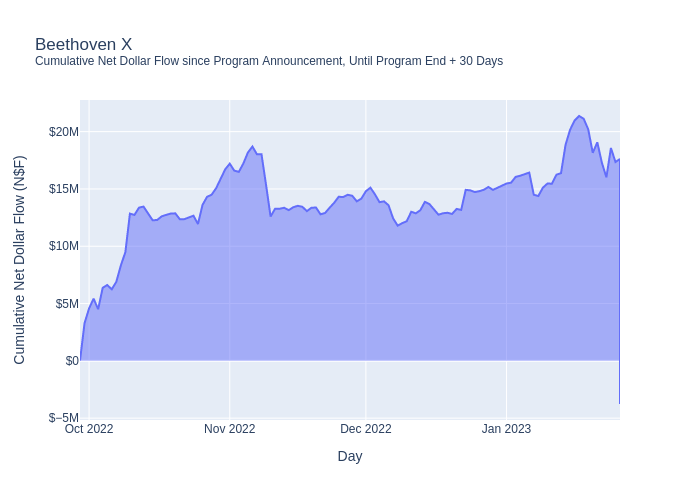 Beethoven X
Cumulative Net Dollar Flow since Program Announcement, Until Program End + 30 Days
Cumulative Net Dollar Flow (N$F)
$20M
$15M
$10M
$5M
$0
$−5M
Oct 2022
Nov 2022
Dec 2022
Jan 2023
Day